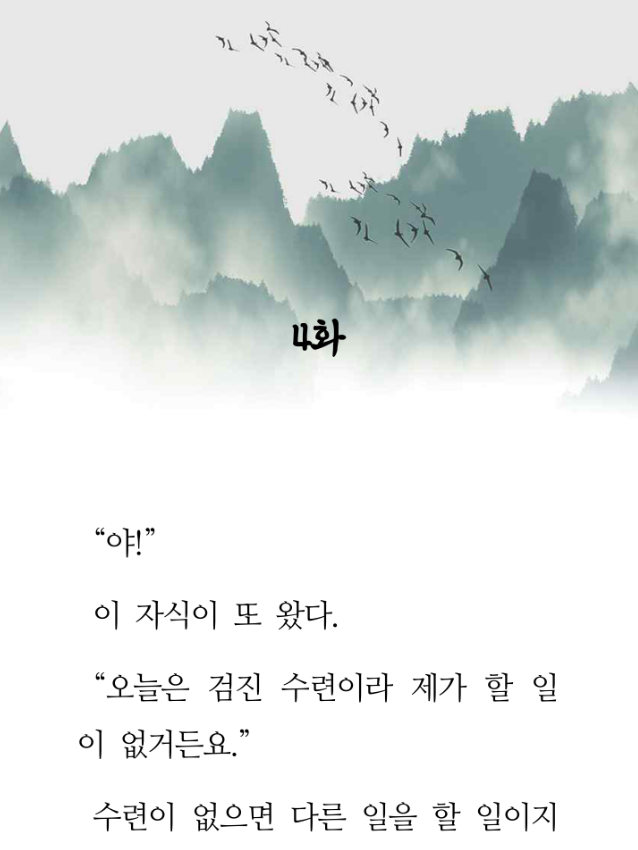 4화
“야!”
이 자식이 또 왔다.
“오늘은 검진 수련이라 제가 할 일
이 없거든요.”
수련이 없으면 다른 일을 할 일이지